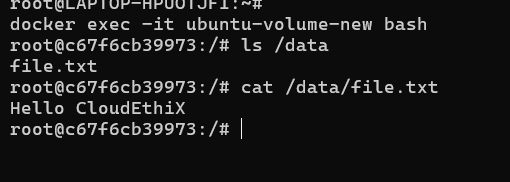 root@LAPTOP-HPUOTJF1:~#
docker exec -it ubuntu-volume-new bash
root@c67f6cb39973:/# ls /data
file.txt
root@c67f6cb39973:/# cat /data/file.txt
Hello CloudEthiX
root@c67f6cb39973:/#